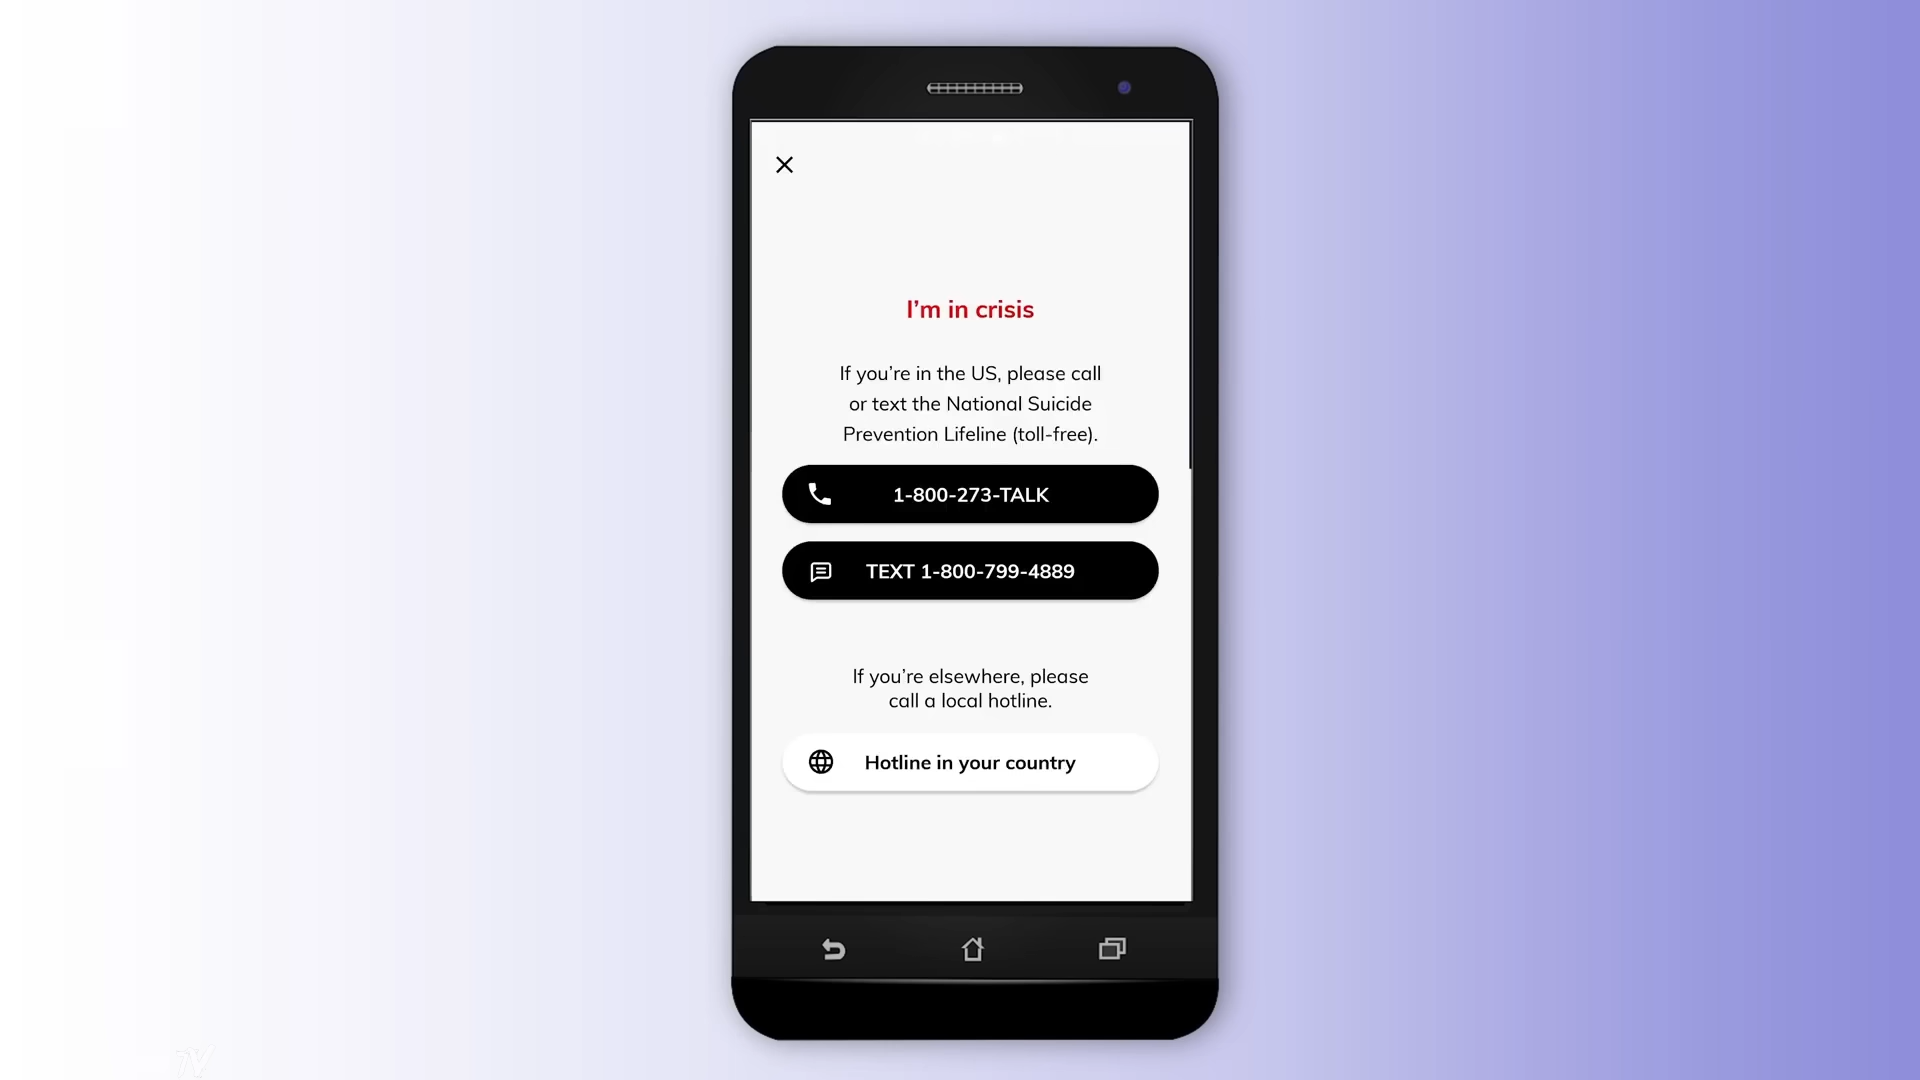 I'm in crisis
If you're in the US, please call
or text the National Suicide
Prevention Lifeline (toll-free).
1-800-273-TALK
TEXT 1-800-799-4889
If you're elsewhere, please
call a local hotline.
Hotline in your country